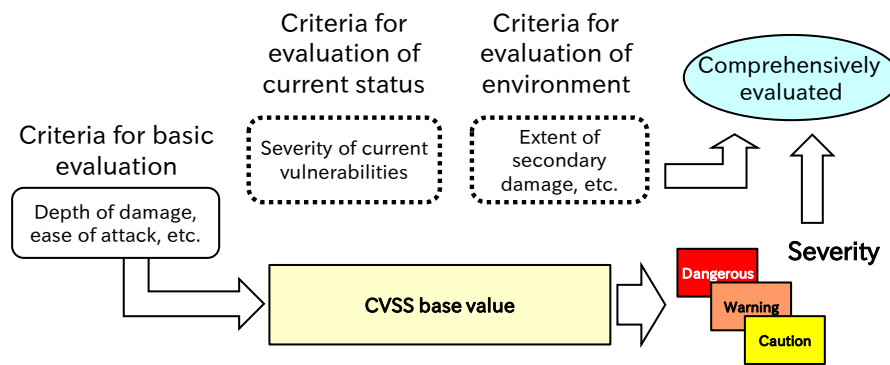 Criteria for
evaluation of
current status
Criteria for
evaluation of
environment
Comprehensively
evaluated
Criteria for basic
evaluation
Severity of current
vulnerabilities
Extent of
secondary
damage, etc.
Depth of damage,
ease of attack, etc.
Severity
CVSS base value
Dangerous
Warning
Caution